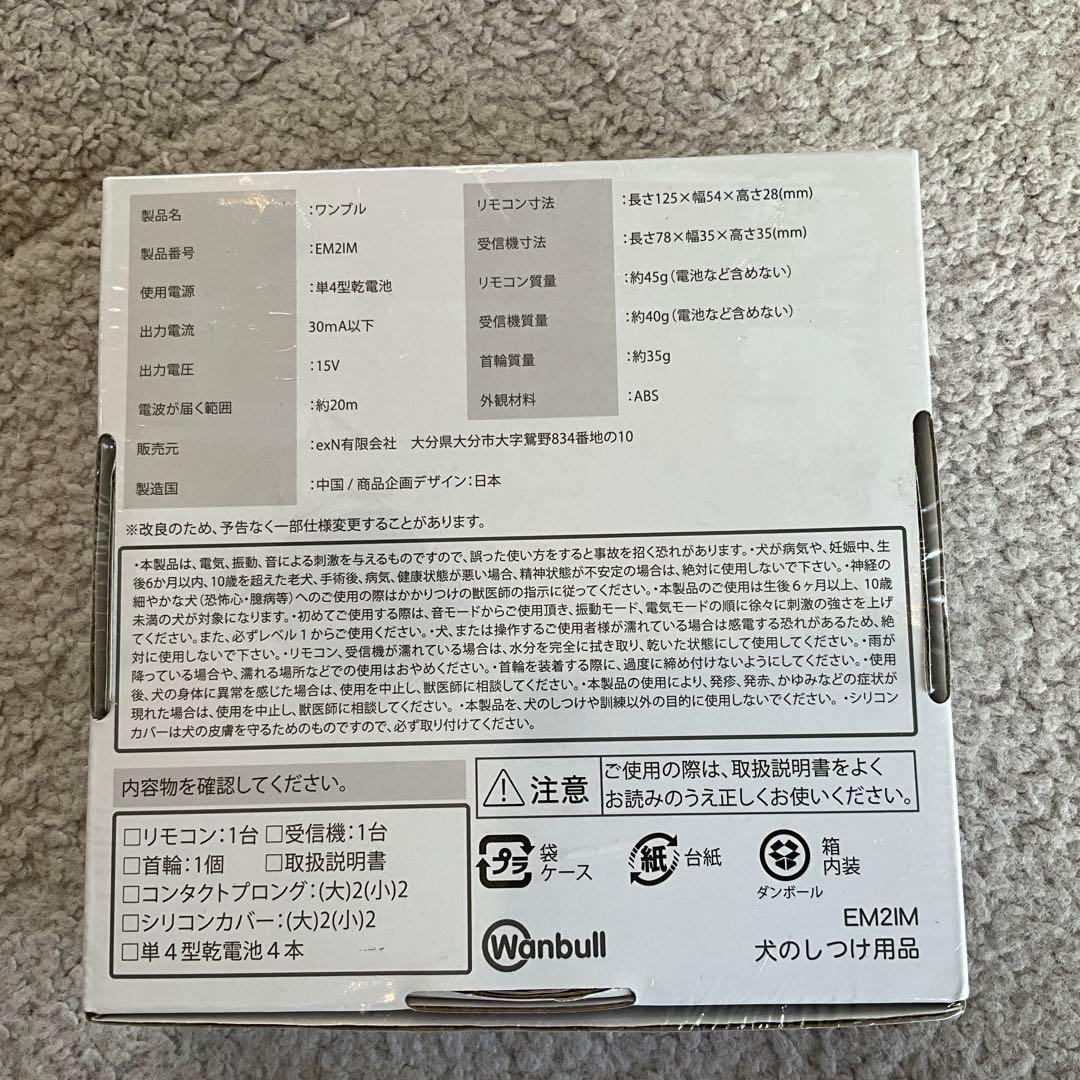 製品名 :ワンブル
製品番号 :EM2IM
使用電源 :単4型乾電池
出力電流 30mA以下
出力電圧 :15V
電波が届く範囲 :約20m
販売元 :exN有限会社 大分県大分市大字鴛野834番地の10
製造国 :中国 / 商品企画デザイン:日本
リモコン寸法 :長さ125×幅54×高さ28(mm)
受信機寸法 :長さ78×幅35×高さ35(mm)
リモコン質量 :約45g(電池など含めない)
受信機質量 :約40g(電池など含めない)
首輪質量 :約35g
外観材料 :ABS
※改良のため、予告なく一部仕様変更することがあります。
・本製品は、電気、振動、音による刺激を与えるものですので、誤った使い方をすると事故を招く恐れがあります。・犬が病気や、妊娠中、生
後6か月以内、10歳を超えた老犬、手術後、病気、健康状態が悪い場合、精神状態が不安定の場合は、絶対に使用しないで下さい。・神経の
細やかな犬(恐怖心・臆病等)へのご使用の際はかかりつけの獣医師の指示に従ってください。・本製品のご使用は生後6ヶ月以上、10歳
未満の犬が対象になります。・初めてご使用する際は、音モードからご使用頂き、振動モード、電気モードの順に徐々に刺激の強さを上げ
てください。また、必ずレベル1からご使用ください。・犬、または操作するご使用者様が濡れている場合は感電する恐れがあるため、絶
対に使用しないで下さい。・リモコン、受信機が濡れている場合は、水分を完全に拭き取り、乾いた状態にして使用してください。・雨が
降っている場合や、濡れる場所などでの使用はおやめください。・首輪を装着する際に、過度に締め付けないようにしてください。・使用
後、犬の身体に異常を感じた場合は、使用を中止し、獣医師に相談してください。・本製品の使用により、発疹、発赤、かゆみなどの症状が
現れた場合は、使用を中止し、獣医師に相談してください。・本製品を、犬のしつけや訓練以外の目的に使用しないでください。・シリコン
カバーは犬の皮膚を守るためのものですので、必ず取り付けてください。
内容物を確認してください。
□リモコン:1台 □受信機:1台
□首輪:1個 □取扱説明書
□コンタクトプロング:(大)2(小)2
□シリコンカバー:(大)2(小)2
□単4型乾電池4本
注意
ご使用の際は、取扱説明書をよく
お読みのうえ正しくお使いください。
プラ
袋
ケース
紙
台紙
ダンボール
箱
内装
Wanbull
EM2IM
犬のしつけ用品